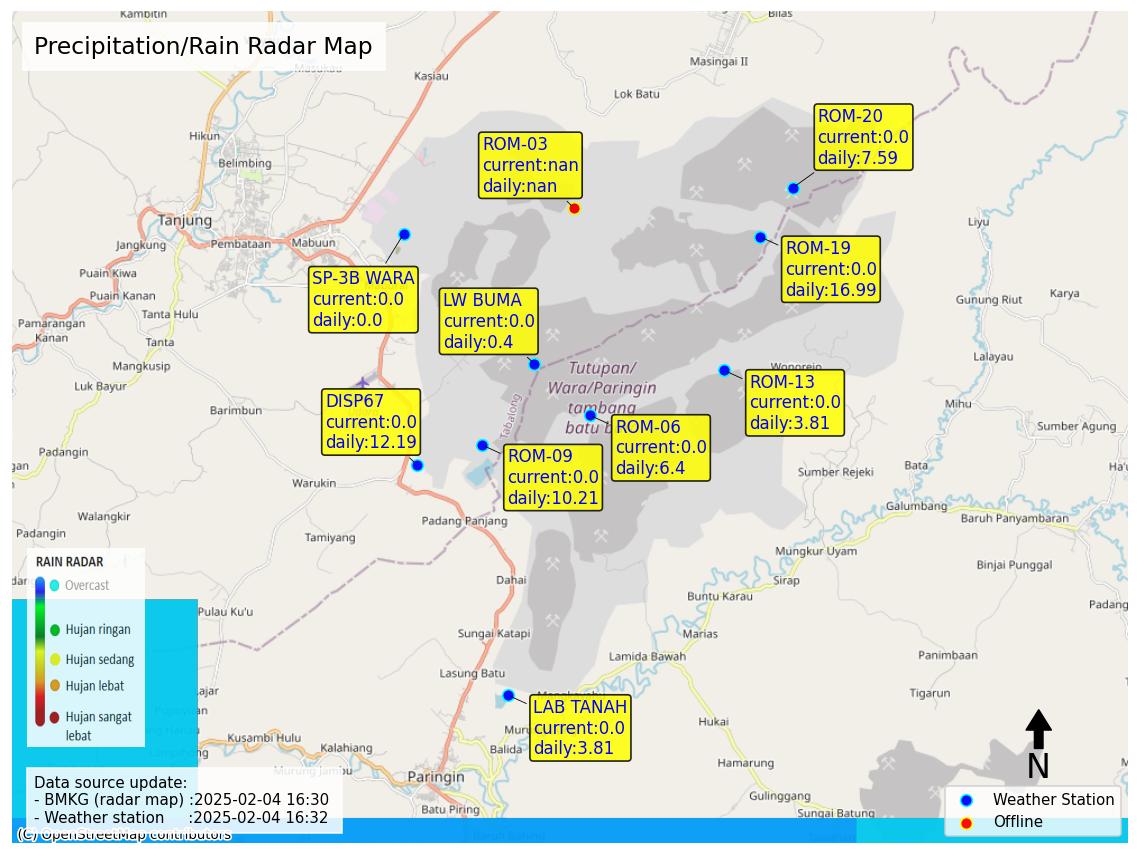 Kambitin
Bilas
Precipitation/Rain Radar Map
Masukau
Kasiau
Masingai II
Lok Batu
Hikun
Belimbing
ROM-03
current:nan
daily:nan
ROM-20
current:0.0
daily:7.59
Tanjung
Jangkung
Pembataan
Mabuun
Liyu
Puain Kiwa
Puain Kanan
ROM-19
current:0.0
daily:16.99
SP-3B WARA
current:0.0
daily:0.0
LW BUMA
current:0.0
daily:0.4
Gunung Riut
Karya
Tanta Hulu
Pamarangan
Kanan
Tanta
Mangkusip
Luk Bayur
Lalayau
Wonorejo
Tutupan/
Wara/Paringin
tambang
batu b
Tabalong
ROM-13
current:0.0
daily:3.81
Barimbun
DISP67
current:0.0
daily:12.19
Mihu
ROM-06
current:0.0
daily:6.4
Sumber Agung
ROM-09
current:0.0
daily:10.21
gan
Bata
Sumber Rejeki
Warukin
Galumbang
Baruh Panyambaran
Walangkir
Padangin
Padang Panjang
Tamiyang
Mungkur Uyam
Binjai Punggal
Dahai
Sirap
Buntu Karau
Padang
RAIN RADAR
Overcast
Hujan ringan
Hujan sedang
Hujan lebat
Hujan sangat
lebat
Pulau Ku'u
Sungai Katapi
Marias
Lamida Bawah
Panimbaan
Lasung Batu
Tigarun
LAB TANAH
current:0.0
daily:3.81
Muru
Balida
Hukai
Kusambi Hulu
Kalahiang
Murung Jambu
Paringin
Hamarung
N
Data source update:
- BMKG (radar map) :2025-02-04 16:30
- Weather station :2025-02-04 16:32
Batu Piring
Gulinggang
Sungai Batung
Weather Station
Offline
(C) OpenStreetMap contributors